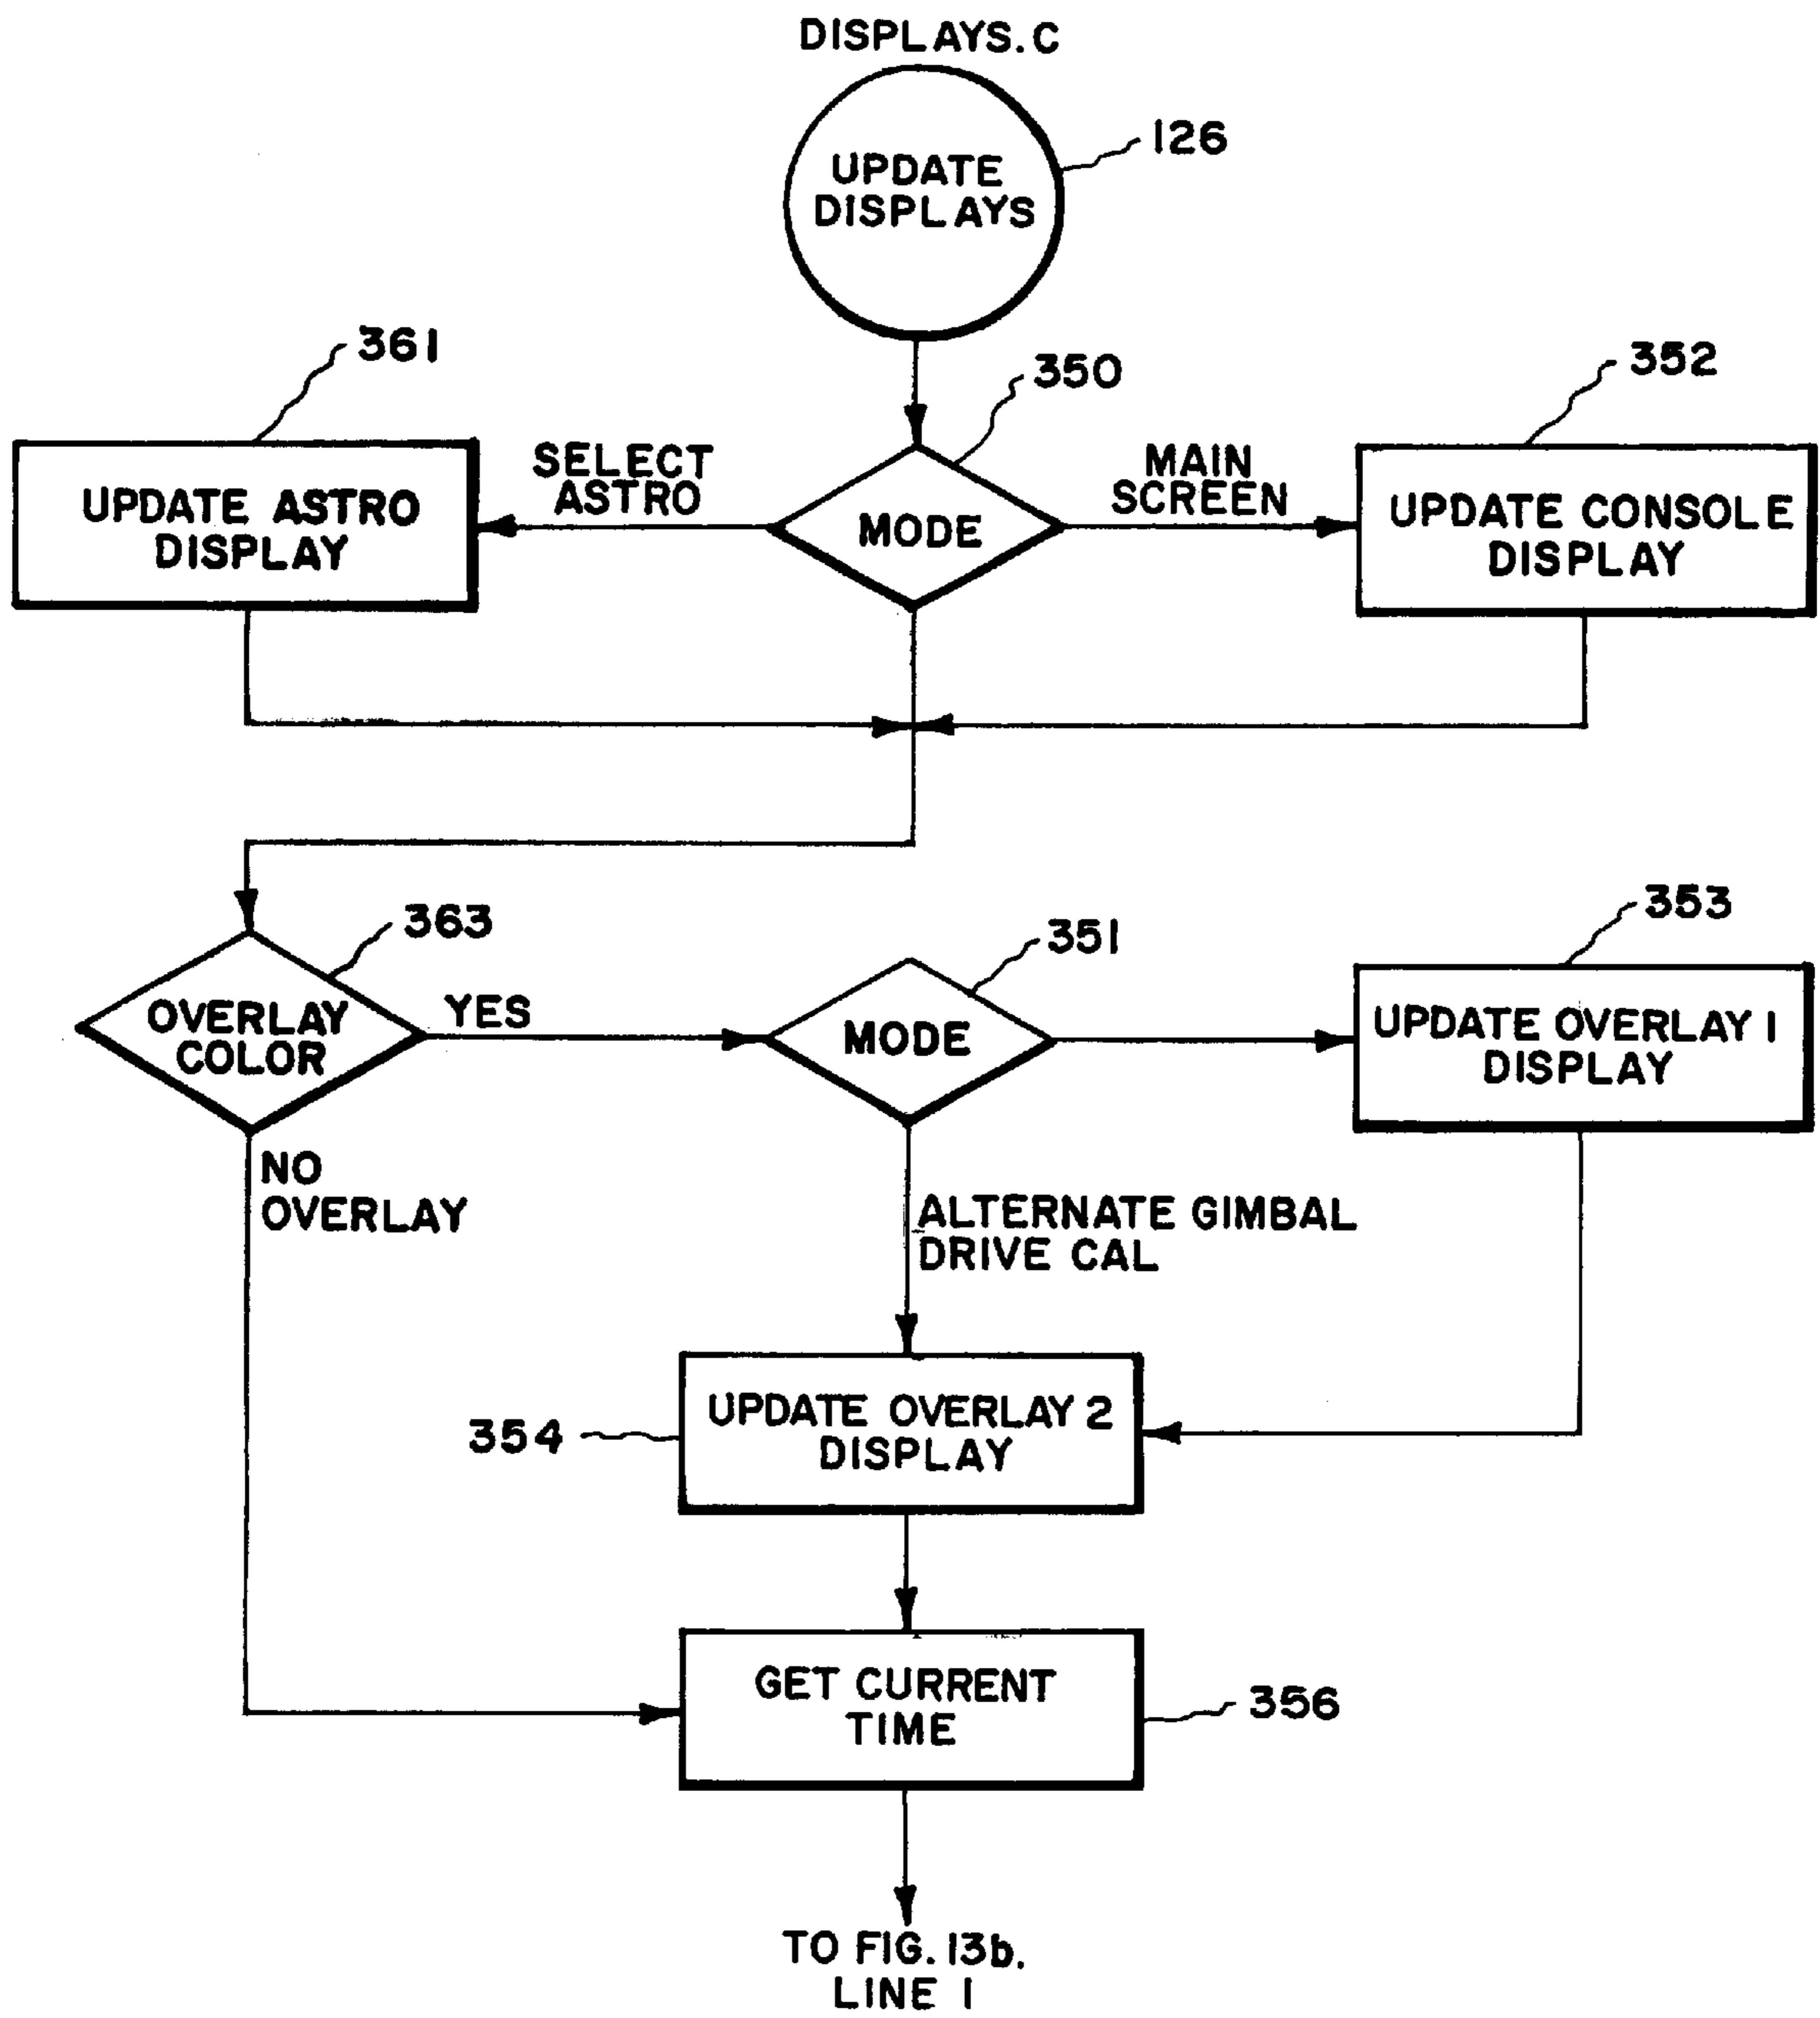 DISPLAYS.C
126
UPDATE
DISPLAYS
361
350
352
SELECT
ASTRO
MAIN
SCREEN
UPDATE ASTRO
DISPLAY
MODE
UPDATE CONSOLE
DISPLAY
363
351
353
OVERLAY
COLOR
YES
MODE
UPDATE OVERLAY 1
DISPLAY
NO
OVERLAY
ALTERNATE GIMBAL
DRIVE CAL
354
UPDATE OVERLAY 2
DISPLAY
GET CURRENT
TIME
356
TO FIG. 13b.
LINE 1